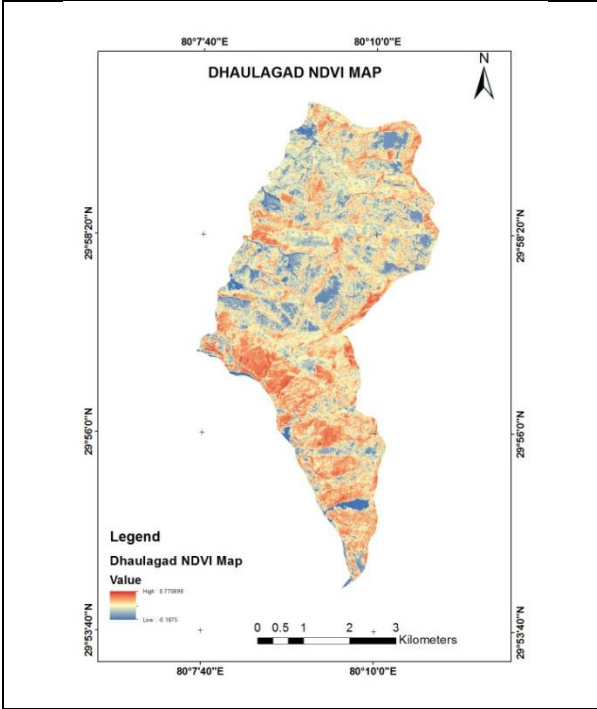 80°7'40"E 80°10'0"E
DHAULAGAD NDVI MAP
N
29°58'20"N 29°58'20"N
29°56'0"N 29°56'0"N
Legend
Dhaulagad NDVI Map
Value
High : 0.770898
Low : -0.1875
29°53'40"N 29°53'40"N
0 0.5 1 2 3
Kilometers
80°7'40"E 80°10'0"E